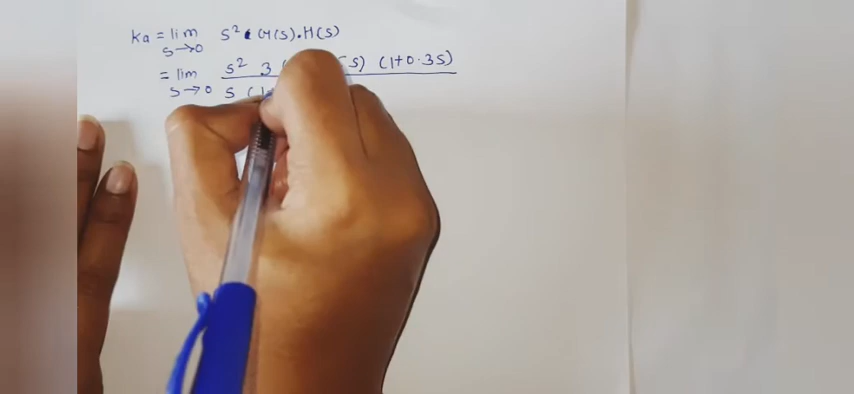 ka = lim s→0 s² G(s).H(s)
= lim s→0 s² 3 ( s) (1+0.3s)
s (1+